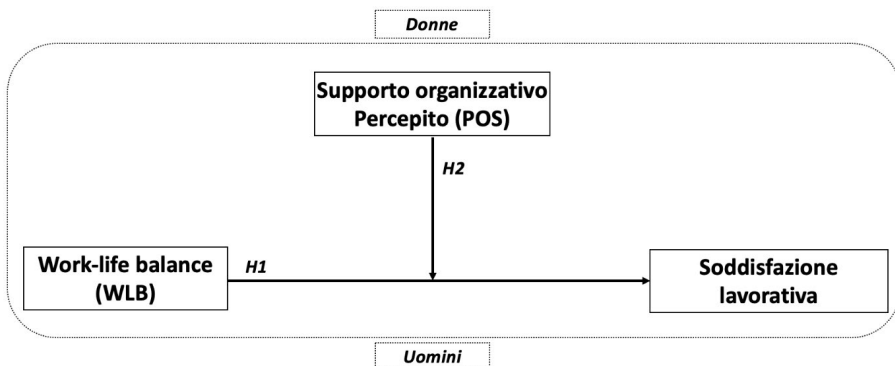 Donne
Supporto organizzativo
Percepito (POS)
H2
Work-life balance
(WLB)
H1
Soddisfazione
lavorativa
Uomini